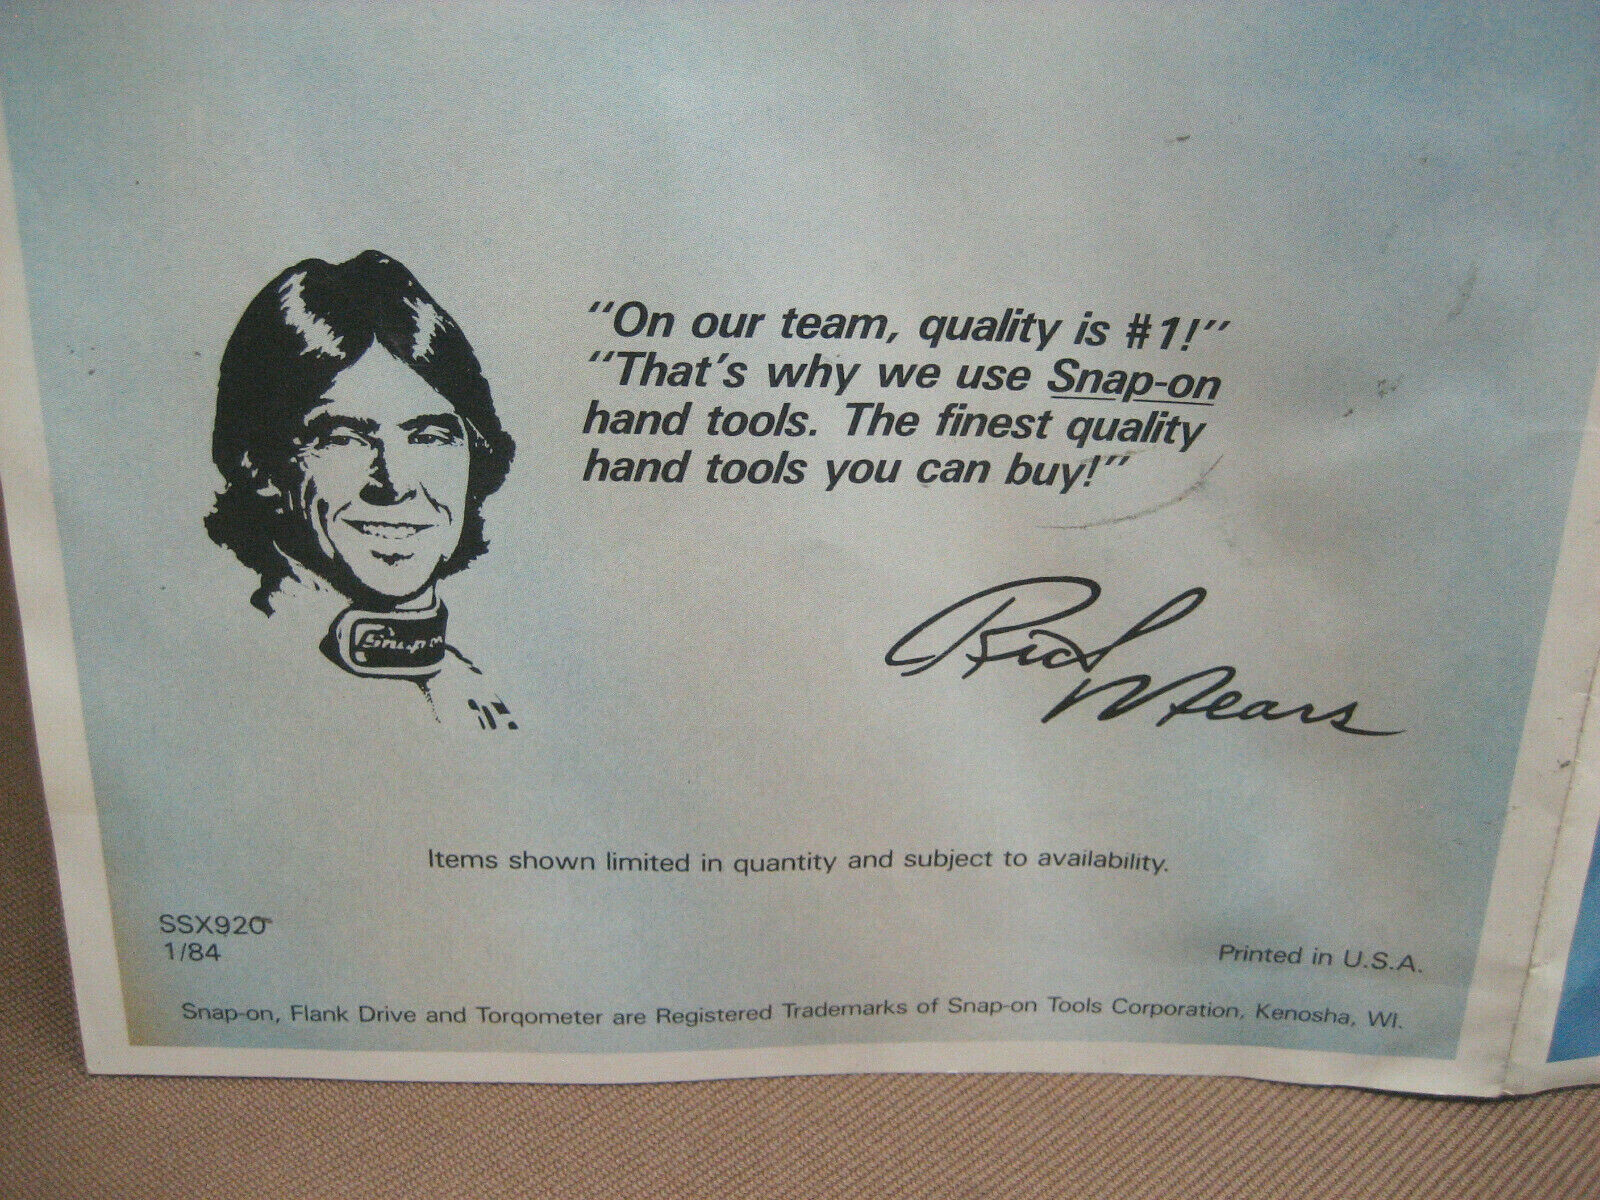 "On our team, quality is #1!"
"That's why we use Snap-on
hand tools. The finest quality
hand tools you can buy!"
Snap-on
Rick Mears
Items shown limited in quantity and subject to availability.
SSX920
1/84
Printed in U.S.A.
Snap-on, Flank Drive and Torqometer are Registered Trademarks of Snap-on Tools Corporation, Kenosha, WI.